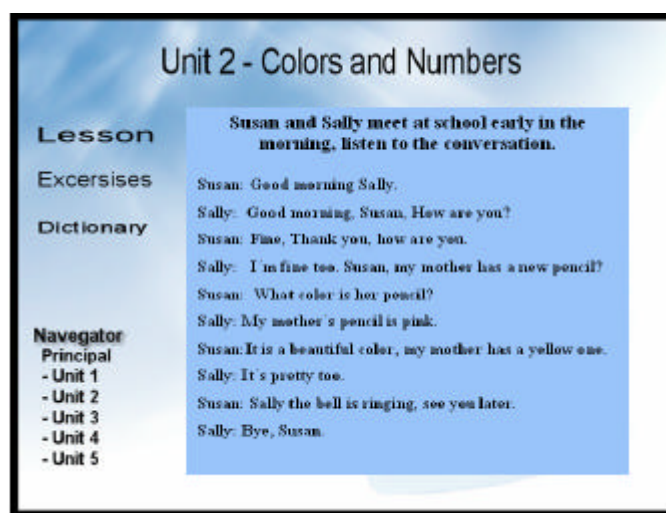 Unit 2 - Colors and Numbers
Lesson
Excersises
Dictionary
Navegator
Principal
- Unit 1
- Unit 2
- Unit 3
- Unit 4
- Unit 5
Susan and Sally meet at school early in the
morning, listen to the conversation.
Susan: Good morning Sally.
Sally: Good morning, Susan, How are you?
Susan: Fine, Thank you, how are you.
Sally: I´m fine too. Susan, my mother has a new pencil?
Susan: What color is her pencil?
Sally: My mother´s pencil is pink.
Susan: It is a beautiful color, my mother has a yellow one.
Sally: It´s pretty too.
Susan: Sally the bell is ringing, see you later.
Sally: Bye, Susan.